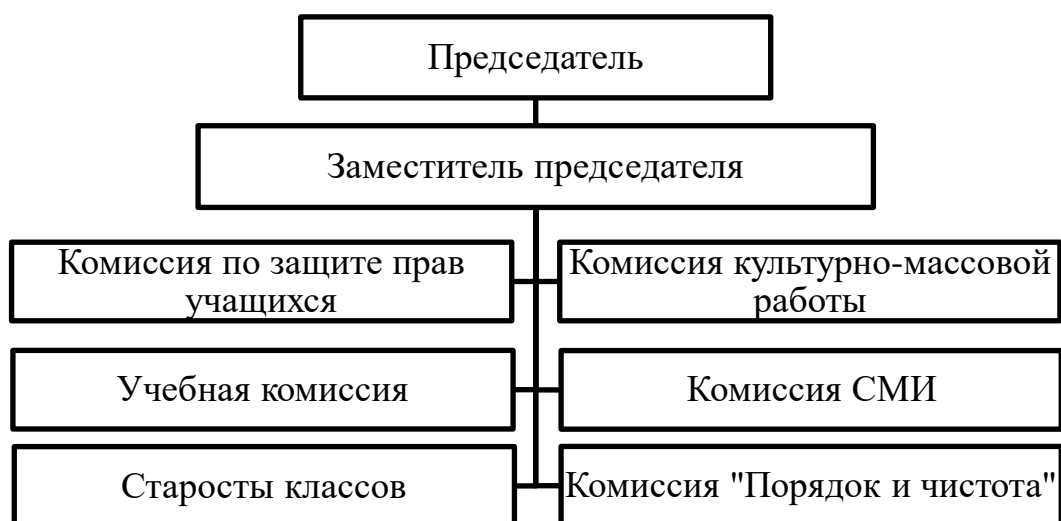 Председатель
Заместитель председателя
Комиссия по защите прав
учащихся
Комиссия культурно-массовой
работы
Учебная комиссия
Комиссия СМИ
Старосты классов
Комиссия "Порядок и чистота"